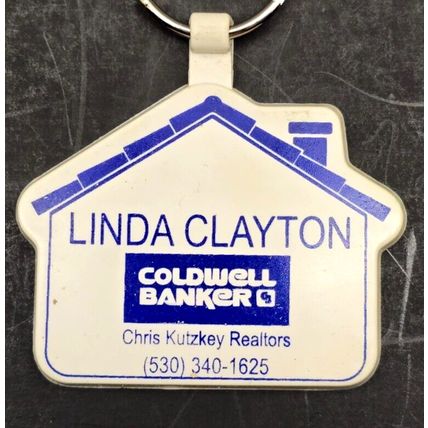 LINDA CLAYTON
COLDWELL
BANKER
Chris Kutzkey Realtors
(530) 340-1625